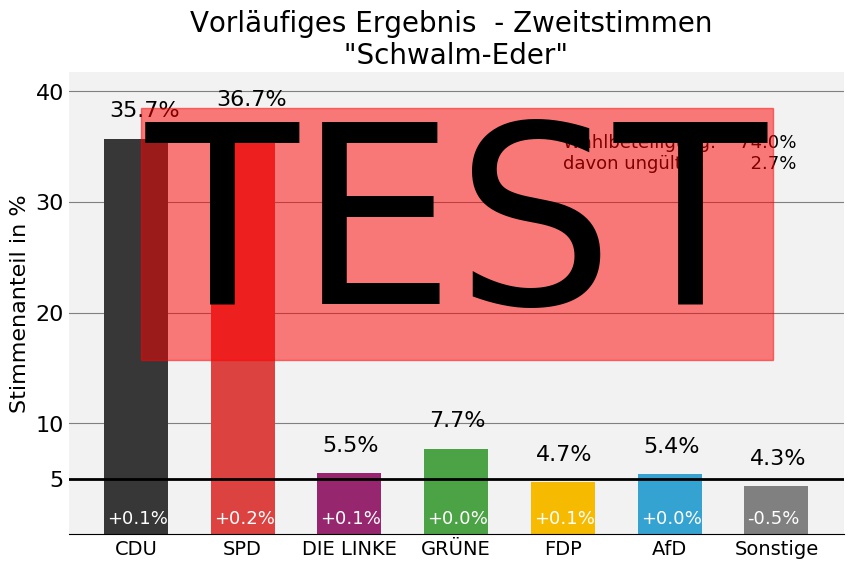 Vorläufiges Ergebnis - Zweitstimmen
"Schwalm-Eder"
Stimmenanteil in %
40
30
20
10
5
35.7%
36.7%
5.5%
7.7%
4.7%
5.4%
4.3%
TEST
Wahlbeteiligung: 74.0%
davon 2.7%
+0.1%
+0.2%
+0.1%
+0.0%
+0.1%
+0.0%
-0.5%
CDU
SPD
DIE LINKE
GRÜNE
FDP
AfD
Sonstige